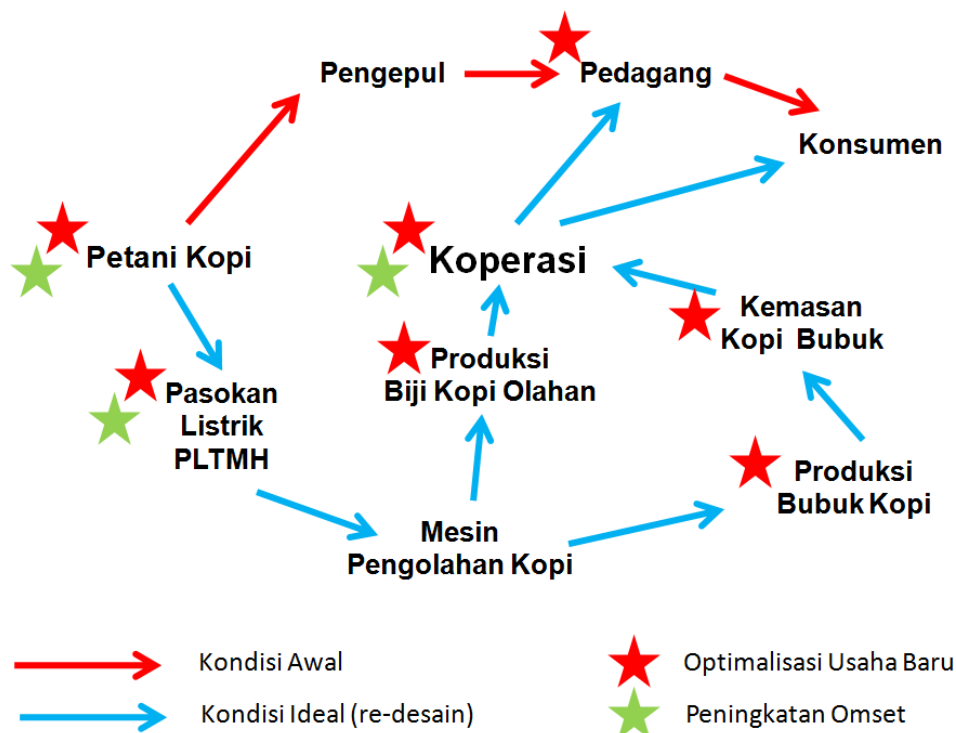 Pengepul
Pedagang
Konsumen
Petani Kopi
Koperasi
Kemasan
Kopi Bubuk
Produksi
Biji Kopi Olahan
Pasokan
Listrik
PLTMH
Produksi
Bubuk Kopi
Mesin
Pengolahan Kopi
Kondisi Awal
Optimalisasi Usaha Baru
Kondisi Ideal (re-desain)
Peningkatan Omset